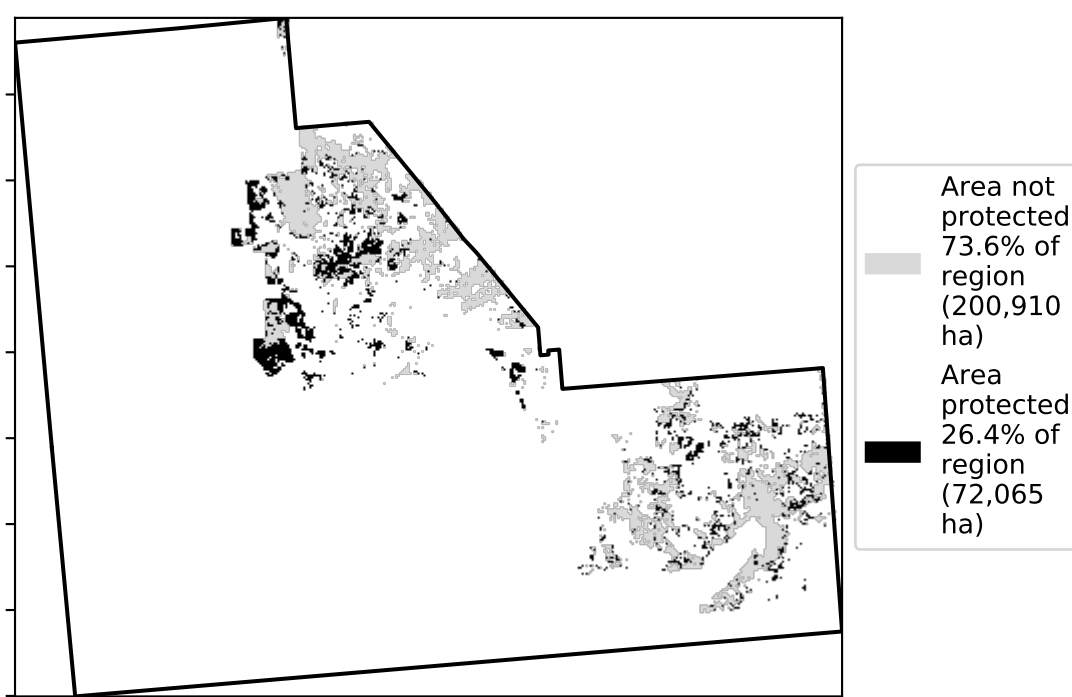 Area not
protected
73.6% of
region
(200,910
ha)
Area
protected
26.4% of
region
(72,065
ha)